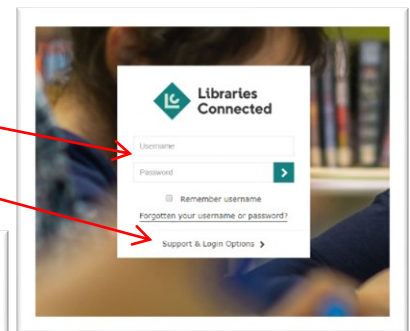 Libraries
Connected
Username
Password
Remember username
Forgotten your username or password?
Support & Login Options